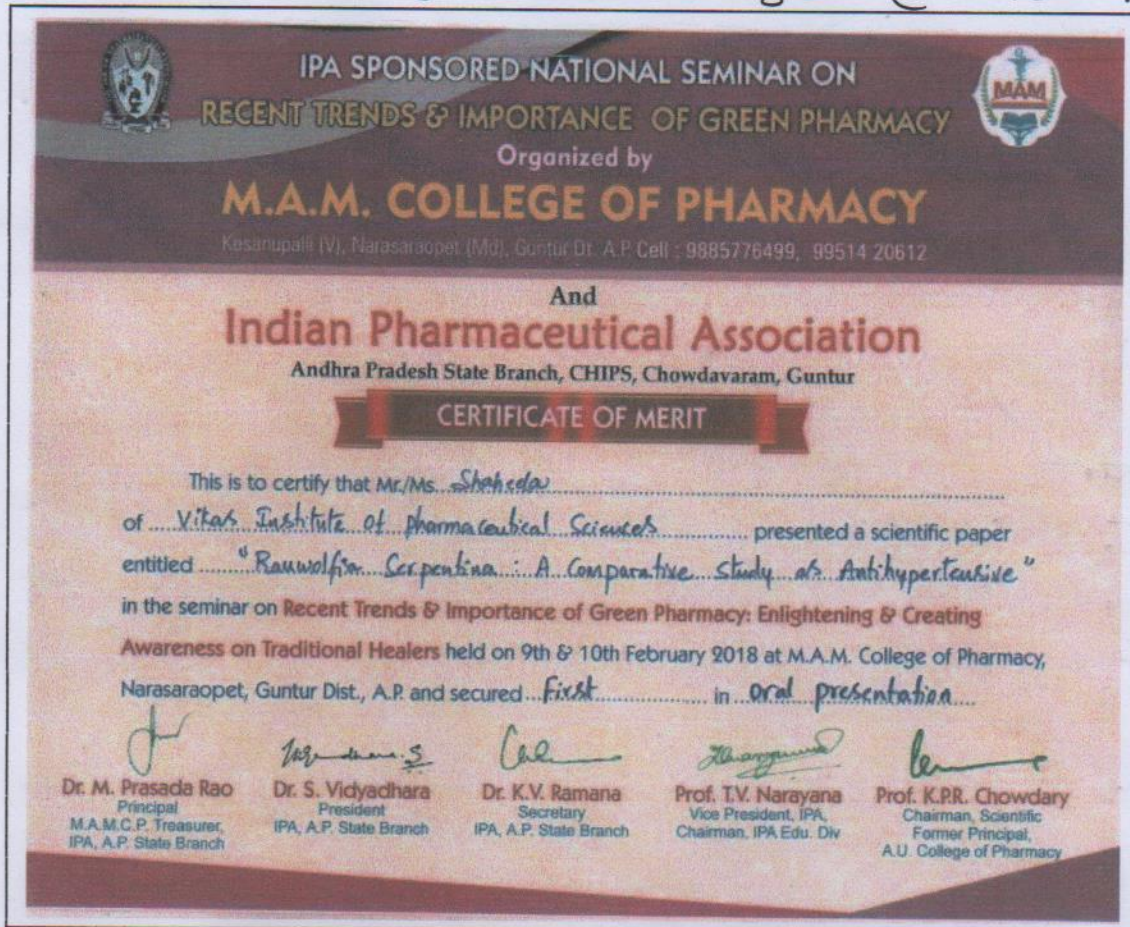 IPA SPONSORED NATIONAL SEMINAR ON
RECENT TRENDS & IMPORTANCE OF GREEN PHARMACY
MAM
Organized by
M.A.M. COLLEGE OF PHARMACY
Kesanupalli (V), Narasaraopet (Md), Guntur Dt. A.P. Cell : 9885776499, 99514 20612
And
Indian Pharmaceutical Association
Andhra Pradesh State Branch, CHIPS, Chowdavaram, Guntur
CERTIFICATE OF MERIT
This is to certify that Mr./Ms. Shaheda
of Vikas Institute of pharmaceutical Sciences presented a scientific paper
entitled "Rauwolfia Serpentina : A Comparative Study as Antihypertensive"
in the seminar on Recent Trends & Importance of Green Pharmacy: Enlightening & Creating
Awareness on Traditional Healers held on 9th & 10th February 2018 at M.A.M. College of Pharmacy,
Narasaraopet, Guntur Dist., A.P. and secured First in oral presentation
Dr. M. Prasada Rao Dr. S. Vidyadhara Dr. K.V. Ramana Prof. T.V. Narayana Prof. K.P.R. Chowdary
Principal President Secretary Vice President, IPA, Chairman, Scientific
M.A.M.C.P. Treasurer, IPA, A.P. State Branch IPA, A.P. State Branch Chairman, IPA Edu. Div Former Principal,
IPA, A.P. State Branch A.U. College of Pharmacy